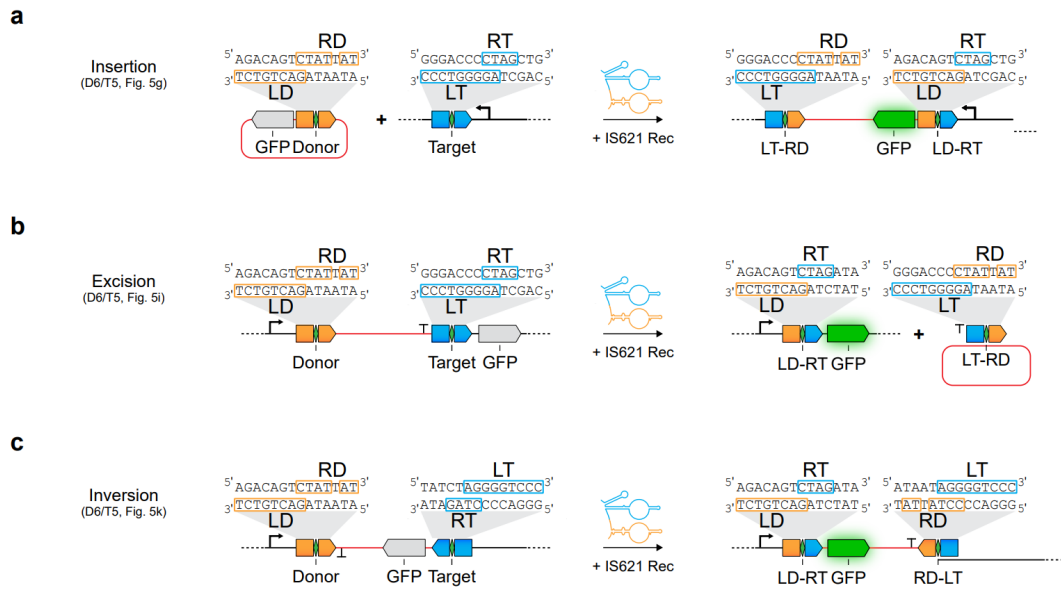 a
Insertion
(D6/T5, Fig. 5g)
RD RT RD RT
5' AGACAGTCTATTAT 3' 5' GGGACCCCTAGCTG 3' 5' GGGACCCCTATTAT 3' 5' AGACAGTCTAGCTG 3'
3' TCTGTCAGATAATA 5' 3' CCCTGGGGATCGAC 5' 3' CCCTGGGGATAATA 5' 3' TCTGTCAGATCGAC 5'
LD LT LT LD
+
+ IS621 Rec
GFP Donor Target LT-RD GFP LD-RT
b
Excision
(D6/T5, Fig. 5i)
RD RT RT RD
5' AGACAGTCTATTAT 3' 5' GGGACCCCTAGCTG 3' 5' AGACAGTCTAGATA 3' 5' GGGACCCCTATTAT 3'
3' TCTGTCAGATAATA 5' 3' CCCTGGGGATCGAC 5' 3' TCTGTCAGATCTAT 5' 3' CCCTGGGGATAATA 5'
LD LT LD LT
+ IS621 Rec
+
Donor Target GFP LD-RT GFP LT-RD
c
Inversion
(D6/T5, Fig. 5k)
RD LT RT LT
5' AGACAGTCTATTAT 3' 5' TATCTAGGGGTCCC 3' 5' AGACAGTCTAGATA 3' 5' ATAATAGGGGTCCC 3'
3' TCTGTCAGATAATA 5' 3' ATAGATCCCCAGGG 5' 3' TCTGTCAGATCTAT 5' 3' TATTATCCCCAGGG 5'
LD RT LD RD
+ IS621 Rec
Donor GFP Target LD-RT GFP RD-LT